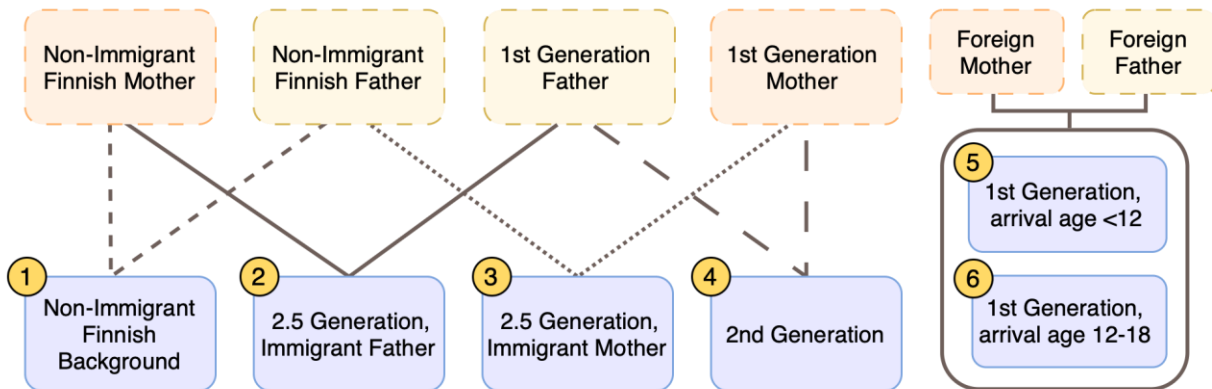 Non-Immigrant
Finnish Mother
Non-Immigrant
Finnish Father
1st Generation
Father
1st Generation
Mother
Foreign
Mother
Foreign
Father
5
1st Generation,
arrival age <12
6
1st Generation,
arrival age 12-18
1
Non-Immigrant
Finnish
Background
2
2.5 Generation,
Immigrant Father
3
2.5 Generation,
Immigrant Mother
4
2nd Generation